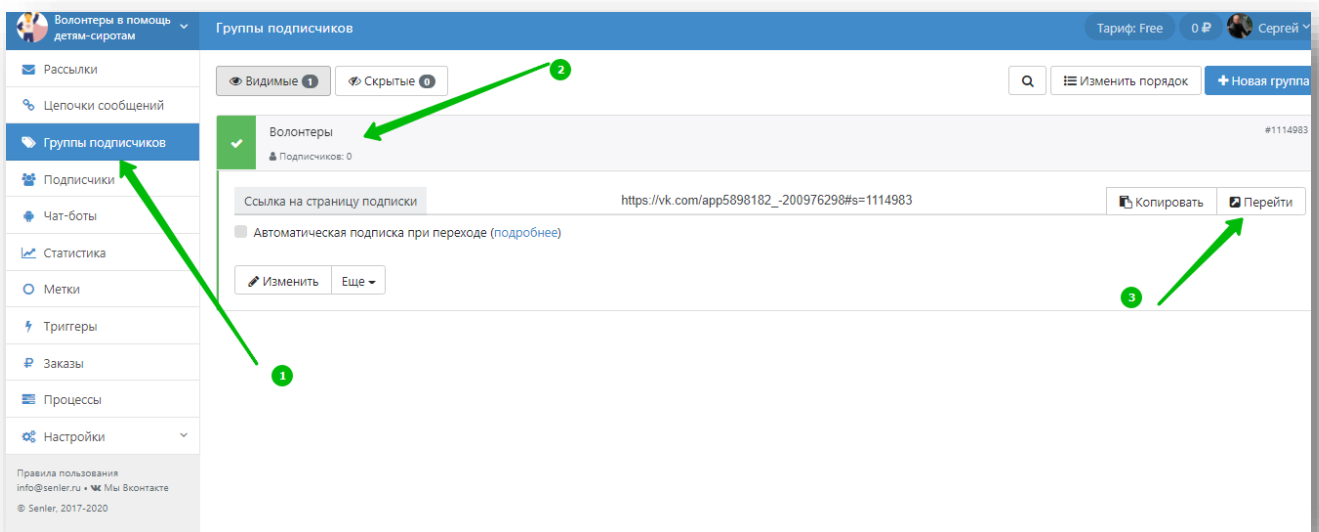 Волонтеры в помощь
детям-сиротам
Группы подписчиков
Тариф: Free
0 ₽
Сергей
Рассылки
Цепочки сообщений
Группы подписчиков
Подписчики
Чат-боты
Статистика
Метки
Триггеры
Заказы
Процессы
Настройки
Правила пользования
info@senler.ru • Мы Вконтакте
© Senler, 2017-2020
Видимые 1
Скрытые 0
2
Изменить порядок
Новая группа
Волонтеры
#1114983
Подписчиков: 0
Ссылка на страницу подписки
https://vk.com/app5898182_-200976298#s=1114983
Копировать
Перейти
Автоматическая подписка при переходе (подробнее)
Изменить
Еще
3
1